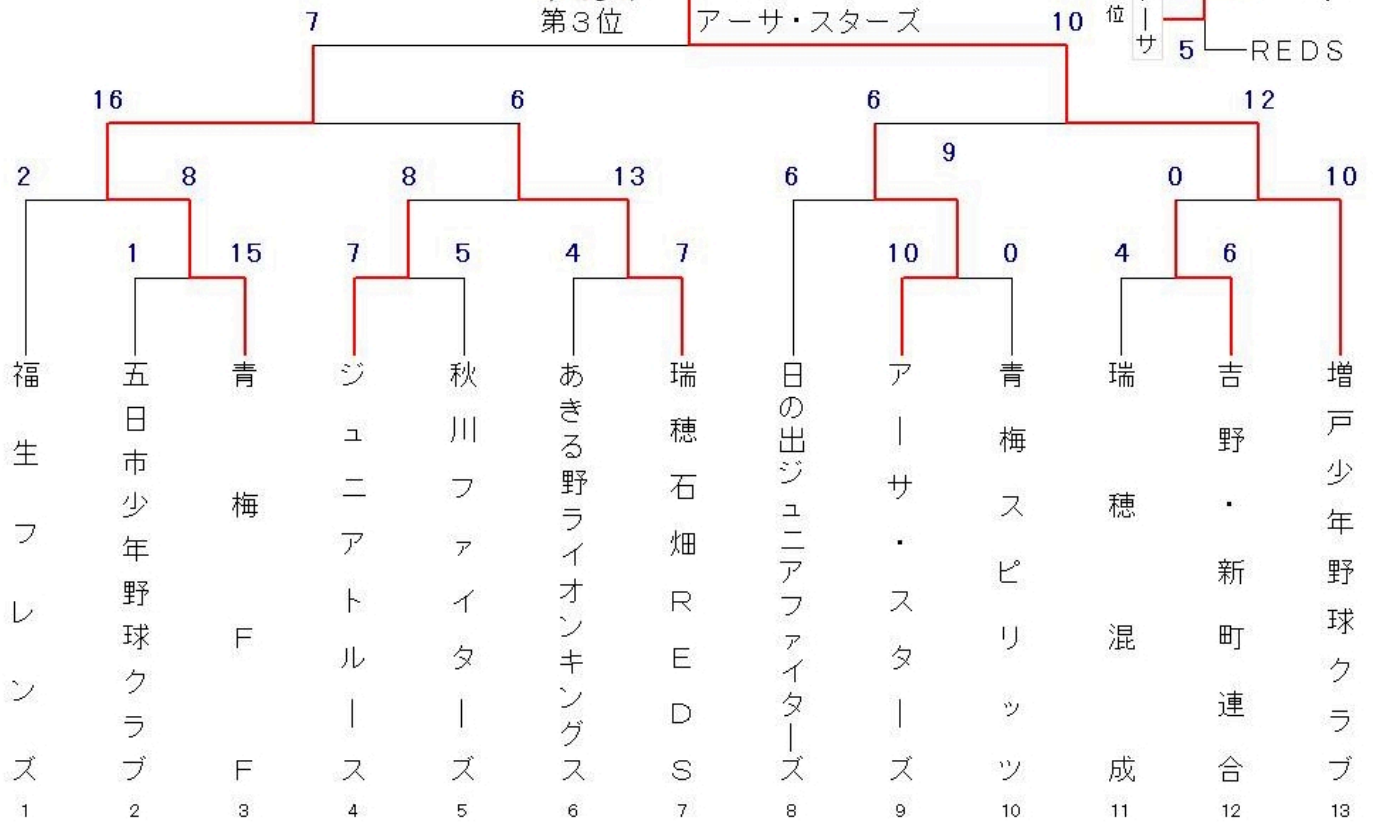 7
第3位
アーサ・スターズ
10
位
ーサ
5
REDS
16
6
6
12
2
8
8
13
6
9
0
10
1
15
7
5
4
7
10
0
4
6
福生フレンズ
五日市少年野球クラブ
青梅FF
ジュニアトルース
秋川ファイターズ
あきる野ライオンキングス
瑞穂石畑REDS
日の出ジュニアファイターズ
アーサ・スターズ
青梅スピリッツ
瑞穂混成
吉野・新町連合
増戸少年野球クラブ
1
2
3
4
5
6
7
8
9
10
11
12
13